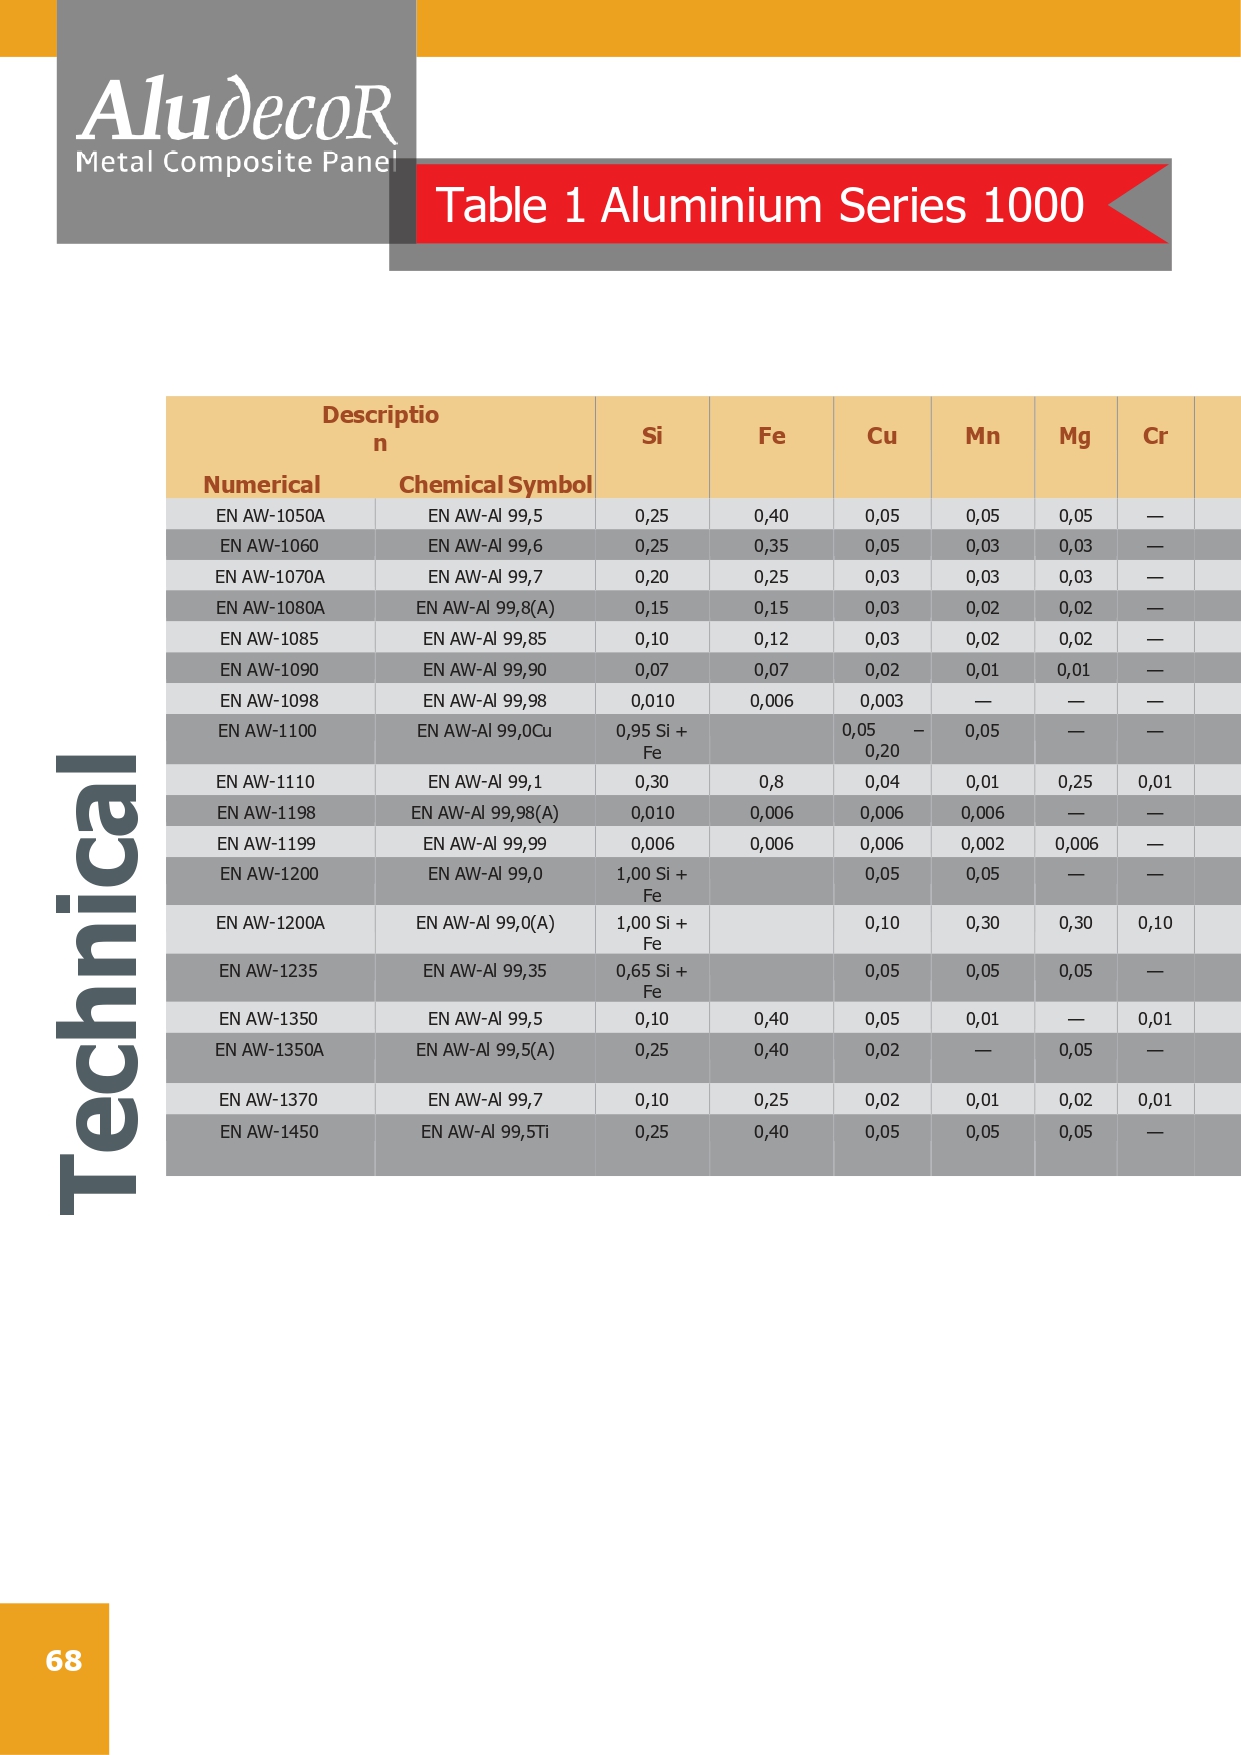 AludecoR
Metal Composite Panel
Table 1 Aluminium Series 1000
Descriptio
n
Si Fe Cu Mn Mg Cr
Numerical Chemical Symbol
EN AW-1050A EN AW-Al 99,5 0,25 0,40 0,05 0,05 0,05 —
EN AW-1060 EN AW-Al 99,6 0,25 0,35 0,05 0,03 0,03 —
EN AW-1070A EN AW-Al 99,7 0,20 0,25 0,03 0,03 0,03 —
EN AW-1080A EN AW-Al 99,8(A) 0,15 0,15 0,03 0,02 0,02 —
EN AW-1085 EN AW-Al 99,85 0,10 0,12 0,03 0,02 0,02 —
EN AW-1090 EN AW-Al 99,90 0,07 0,07 0,02 0,01 0,01 —
EN AW-1098 EN AW-Al 99,98 0,010 0,006 0,003 — — —
EN AW-1100 EN AW-Al 99,0Cu 0,95 Si + 0,05 – 0,05 — —
Fe 0,20
EN AW-1110 EN AW-Al 99,1 0,30 0,8 0,04 0,01 0,25 0,01
EN AW-1198 EN AW-Al 99,98(A) 0,010 0,006 0,006 0,006 — —
EN AW-1199 EN AW-Al 99,99 0,006 0,006 0,006 0,002 0,006 —
EN AW-1200 EN AW-Al 99,0 1,00 Si + 0,05 0,05 — —
Fe
EN AW-1200A EN AW-Al 99,0(A) 1,00 Si + 0,10 0,30 0,30 0,10
Fe
EN AW-1235 EN AW-Al 99,35 0,65 Si + 0,05 0,05 0,05 —
Fe
EN AW-1350 EN AW-Al 99,5 0,10 0,40 0,05 0,01 — 0,01
EN AW-1350A EN AW-Al 99,5(A) 0,25 0,40 0,02 — 0,05 —
EN AW-1370 EN AW-Al 99,7 0,10 0,25 0,02 0,01 0,02 0,01
EN AW-1450 EN AW-Al 99,5Ti 0,25 0,40 0,05 0,05 0,05 —
Technical
68